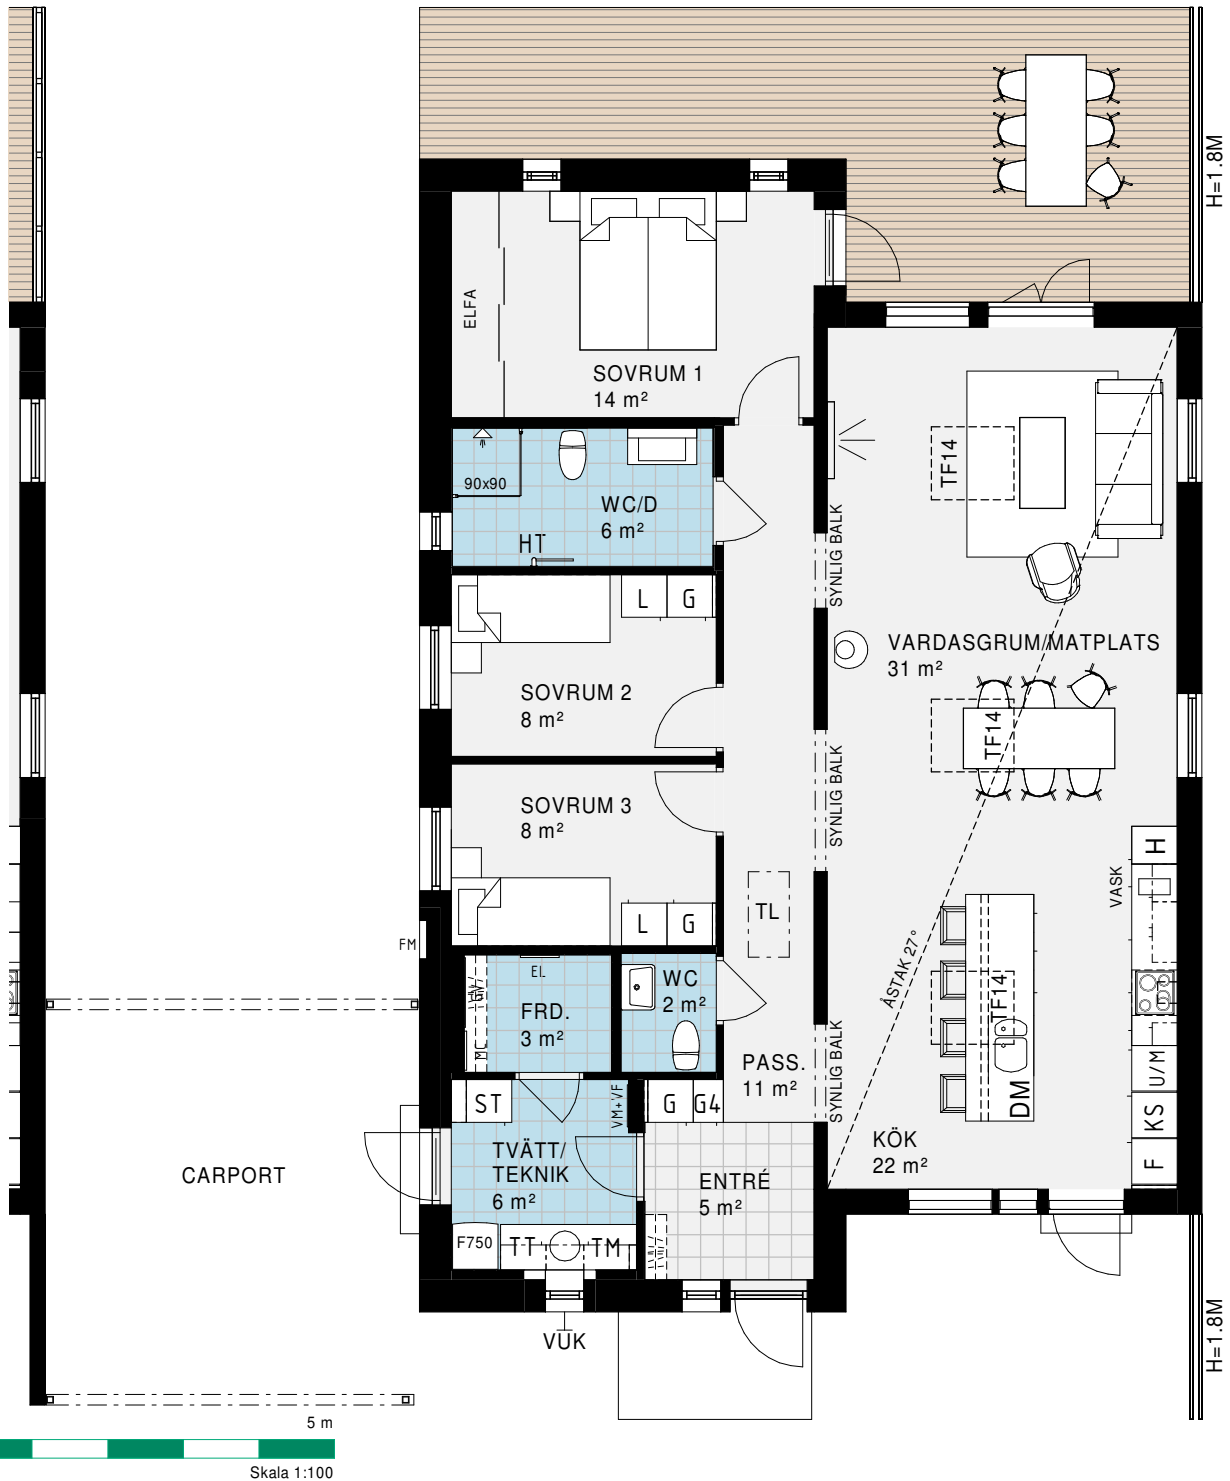 H=1.8M
ELFA
SOVRUM 1
14 m²
90x90
WC/D
6 m²
HT
TF14
SYNLIG BALK
L
G
SOVRUM 2
8 m²
VARDASGRUM/MATPLATS
31 m²
TF14
SYNLIG BALK
SOVRUM 3
8 m²
L
G
TL
H
VASK
ÅSTAK 27°
FM
EL
FRD.
3 m²
WC
2 m²
TF14
DM
PASS.
11 m²
SYNLIG BALK
U/M
KS
F
ST
VM+VF
G
G4
TVÄTT/
TEKNIK
6 m²
ENTRÉ
5 m²
KÖK
22 m²
CARPORT
F750
TT
TM
VUK
H=1.8M
5 m
Skala 1:100